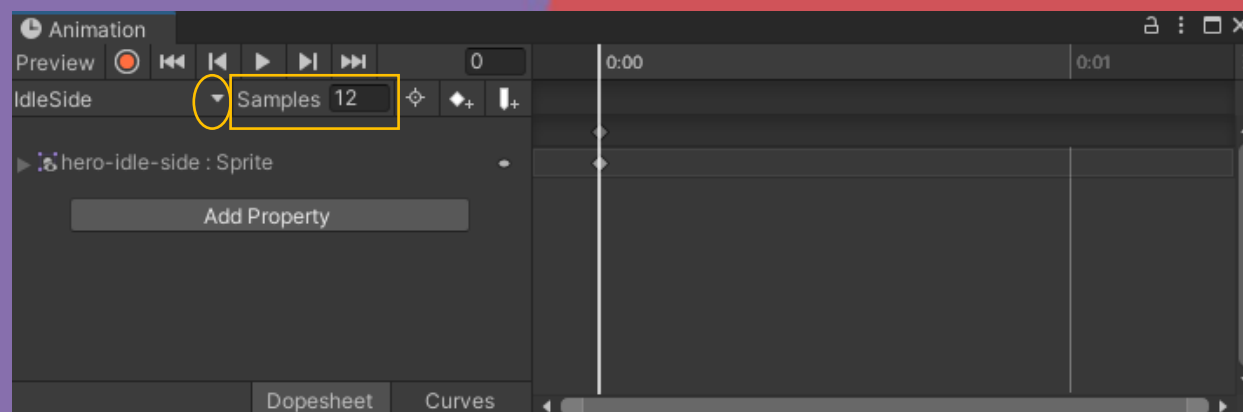 Animation
Preview 0 0:00 0:01
IdleSide Samples 12
hero-idle-side : Sprite
Add Property
Dopesheet Curves